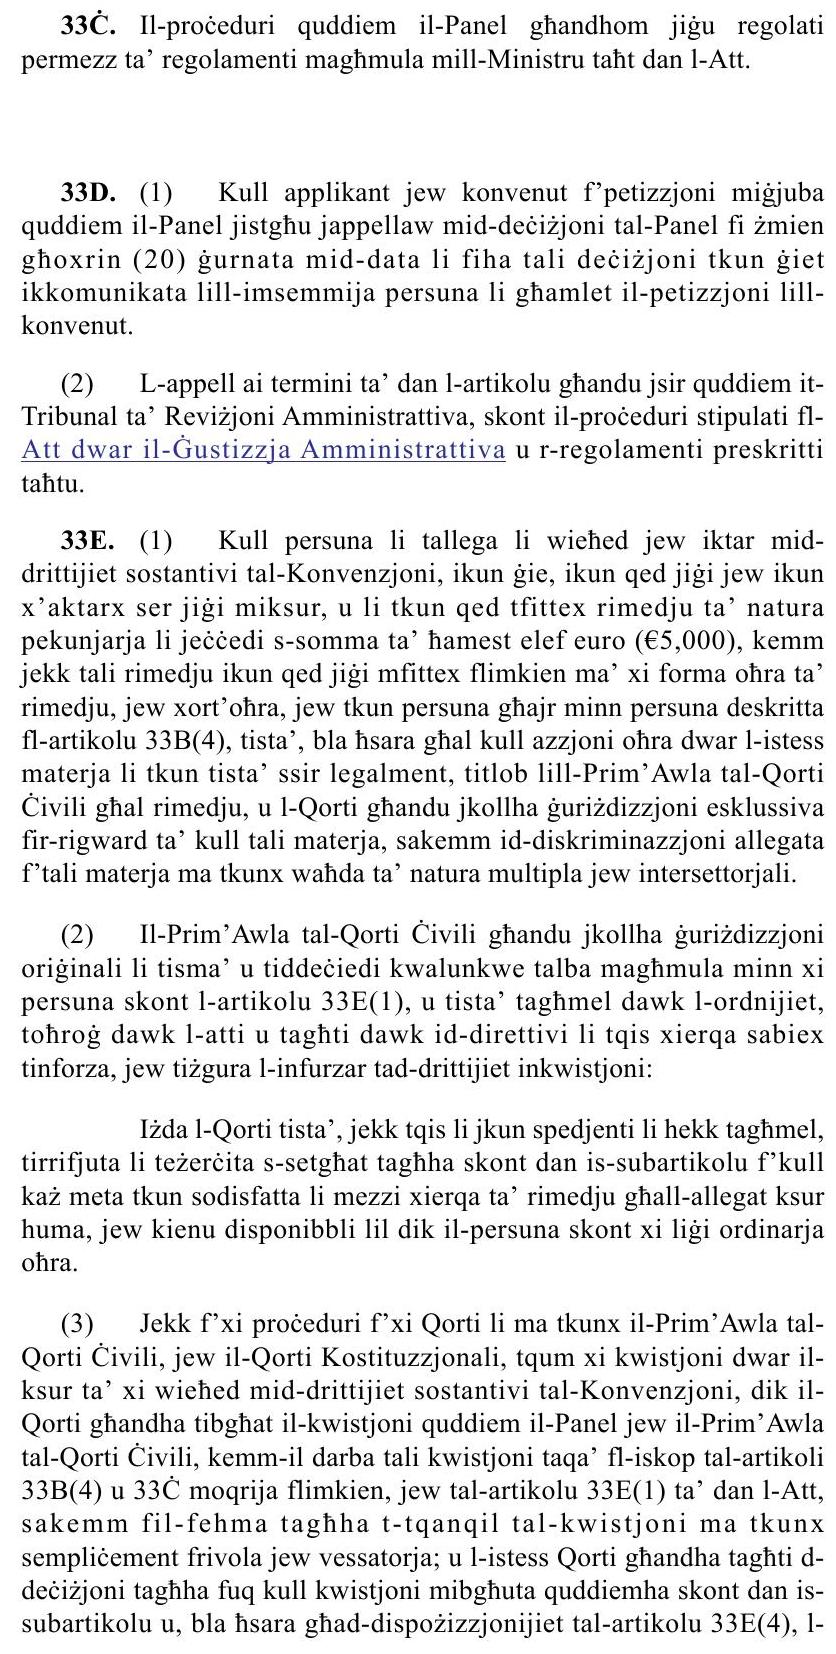 33Ċ. Il-proċeduri quddiem il-Panel għandhom jiġu regolati
permezz ta’ regolamenti magħmula mill-Ministru taħt dan l-Att.
33D. (1) Kull applikant jew konvenut f’petizzjoni miġjuba
quddiem il-Panel jistgħu jappellaw mid-deċiżjoni tal-Panel fi żmien
għoxrin (20) ġurnata mid-data li fiha tali deċiżjoni tkun ġiet
ikkomunikata lill-imsemmija persuna li għamlet il-petizzjoni lill-
konvenut.
(2) L-appell ai termini ta’ dan l-artikolu għandu jsir quddiem it-
Tribunal ta’ Reviżjoni Amministrattiva, skont il-proċeduri stipulati fl-
Att dwar il-Ġustizzja Amministrattiva u r-regolamenti preskritti
taħtu.
33E. (1) Kull persuna li tallega li wieħed jew iktar mid-
drittijiet sostantivi tal-Konvenzjoni, ikun ġie, ikun qed jiġi jew ikun
x’aktarx ser jiġi miksur, u li tkun qed tfittex rimedju ta’ natura
pekunjarja li jeċċedi s-somma ta’ ħamest elef euro (€5,000), kemm
jekk tali rimedju ikun qed jiġi mfittex flimkien ma’ xi forma oħra ta’
rimedju, jew xort’oħra, jew tkun persuna għajr minn persuna deskritta
fl-artikolu 33B(4), tista’, bla ħsara għal kull azzjoni oħra dwar l-istess
materja li tkun tista’ ssir legalment, titlob lill-Prim’Awla tal-Qorti
Ċivili għal rimedju, u l-Qorti għandu jkollha ġuriżdizzjoni esklussiva
fir-rigward ta’ kull tali materja, sakemm id-diskriminazzjoni allegata
f’tali materja ma tkunx waħda ta’ natura multipla jew intersettorjali.
(2) Il-Prim’Awla tal-Qorti Ċivili għandu jkollha ġuriżdizzjoni
oriġinali li tisma’ u tiddeċiedi kwalunkwe talba magħmula minn xi
persuna skont l-artikolu 33E(1), u tista’ tagħmel dawk l-ordnijiet,
toħroġ dawk l-atti u tagħti dawk id-direttivi li tqis xierqa sabiex
tinforza, jew tiżgura l-infurzar tad-drittijiet inkwistjoni:
Iżda l-Qorti tista’, jekk tqis li jkun spedjenti li hekk tagħmel,
tirrifjuta li teżerċita s-setgħat tagħha skont dan is-subartikolu f’kull
każ meta tkun sodisfatta li mezzi xierqa ta’ rimedju għall-allegat ksur
huma, jew kienu disponibbli lil dik il-persuna skont xi liġi ordinarja
oħra.
(3) Jekk f’xi proċeduri f’xi Qorti li ma tkunx il-Prim’Awla tal-
Qorti Ċivili, jew il-Qorti Kostituzzjonali, tqum xi kwistjoni dwar il-
ksur ta’ xi wieħed mid-drittijiet sostantivi tal-Konvenzjoni, dik il-
Qorti għandha tibgħat il-kwistjoni quddiem il-Panel jew il-Prim’Awla
tal-Qorti Ċivili, kemm-il darba tali kwistjoni taqa’ fl-iskop tal-artikoli
33B(4) u 33Ċ moqrija flimkien, jew tal-artikolu 33E(1) ta’ dan l-Att,
sakemm fil-fehma tagħha t-tqanqil tal-kwistjoni ma tkunx
sempliċement frivola jew vessatorja; u l-istess Qorti għandha tagħti d-
deċiżjoni tagħha fuq kull kwistjoni mibgħuta quddiemha skont dan is-
subartikolu u, bla ħsara għad-dispożizzjonijiet tal-artikolu 33E(4), l-